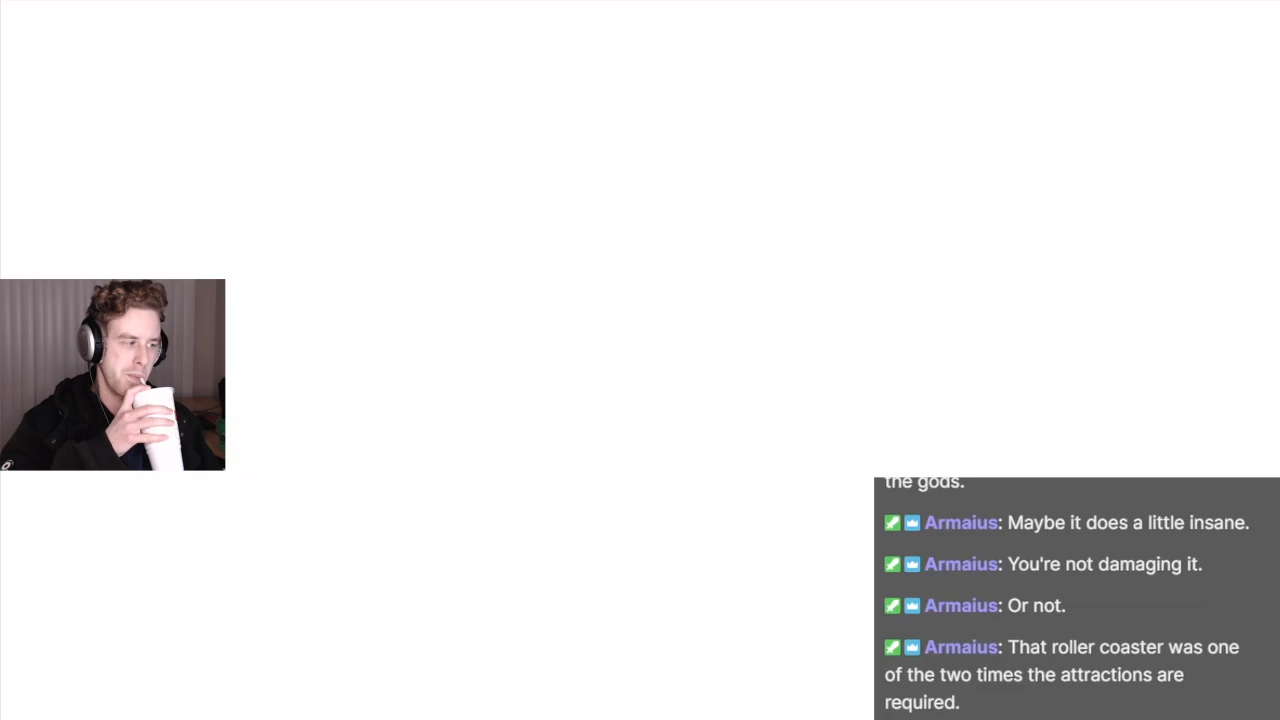 the gods.
Armaius: Maybe it does a little insane.
Armaius: You're not damaging it.
Armaius: Or not.
Armaius: That roller coaster was one
of the two times the attractions are
required.